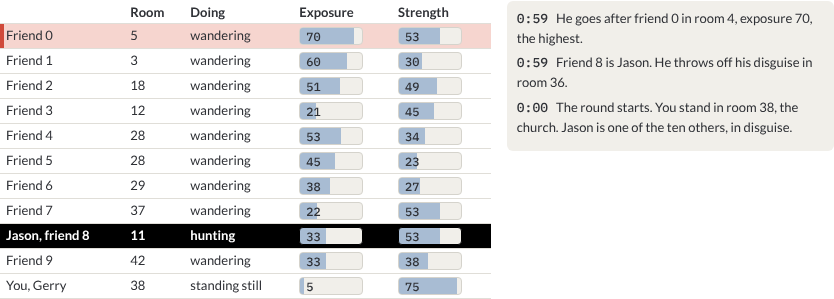 Room Doing Exposure Strength
Friend 0 5 wandering 70 53
Friend 1 3 wandering 60 30
Friend 2 18 wandering 51 49
Friend 3 12 wandering 21 45
Friend 4 28 wandering 53 34
Friend 5 28 wandering 45 23
Friend 6 29 wandering 38 27
Friend 7 37 wandering 22 53
Jason, friend 8 11 hunting 33 53
Friend 9 42 wandering 33 38
You, Gerry 38 standing still 5 75
0:59 He goes after friend 0 in room 4, exposure 70,
the highest.
0:59 Friend 8 is Jason. He throws off his disguise in
room 36.
0:00 The round starts. You stand in room 38, the
church. Jason is one of the ten others, in disguise.